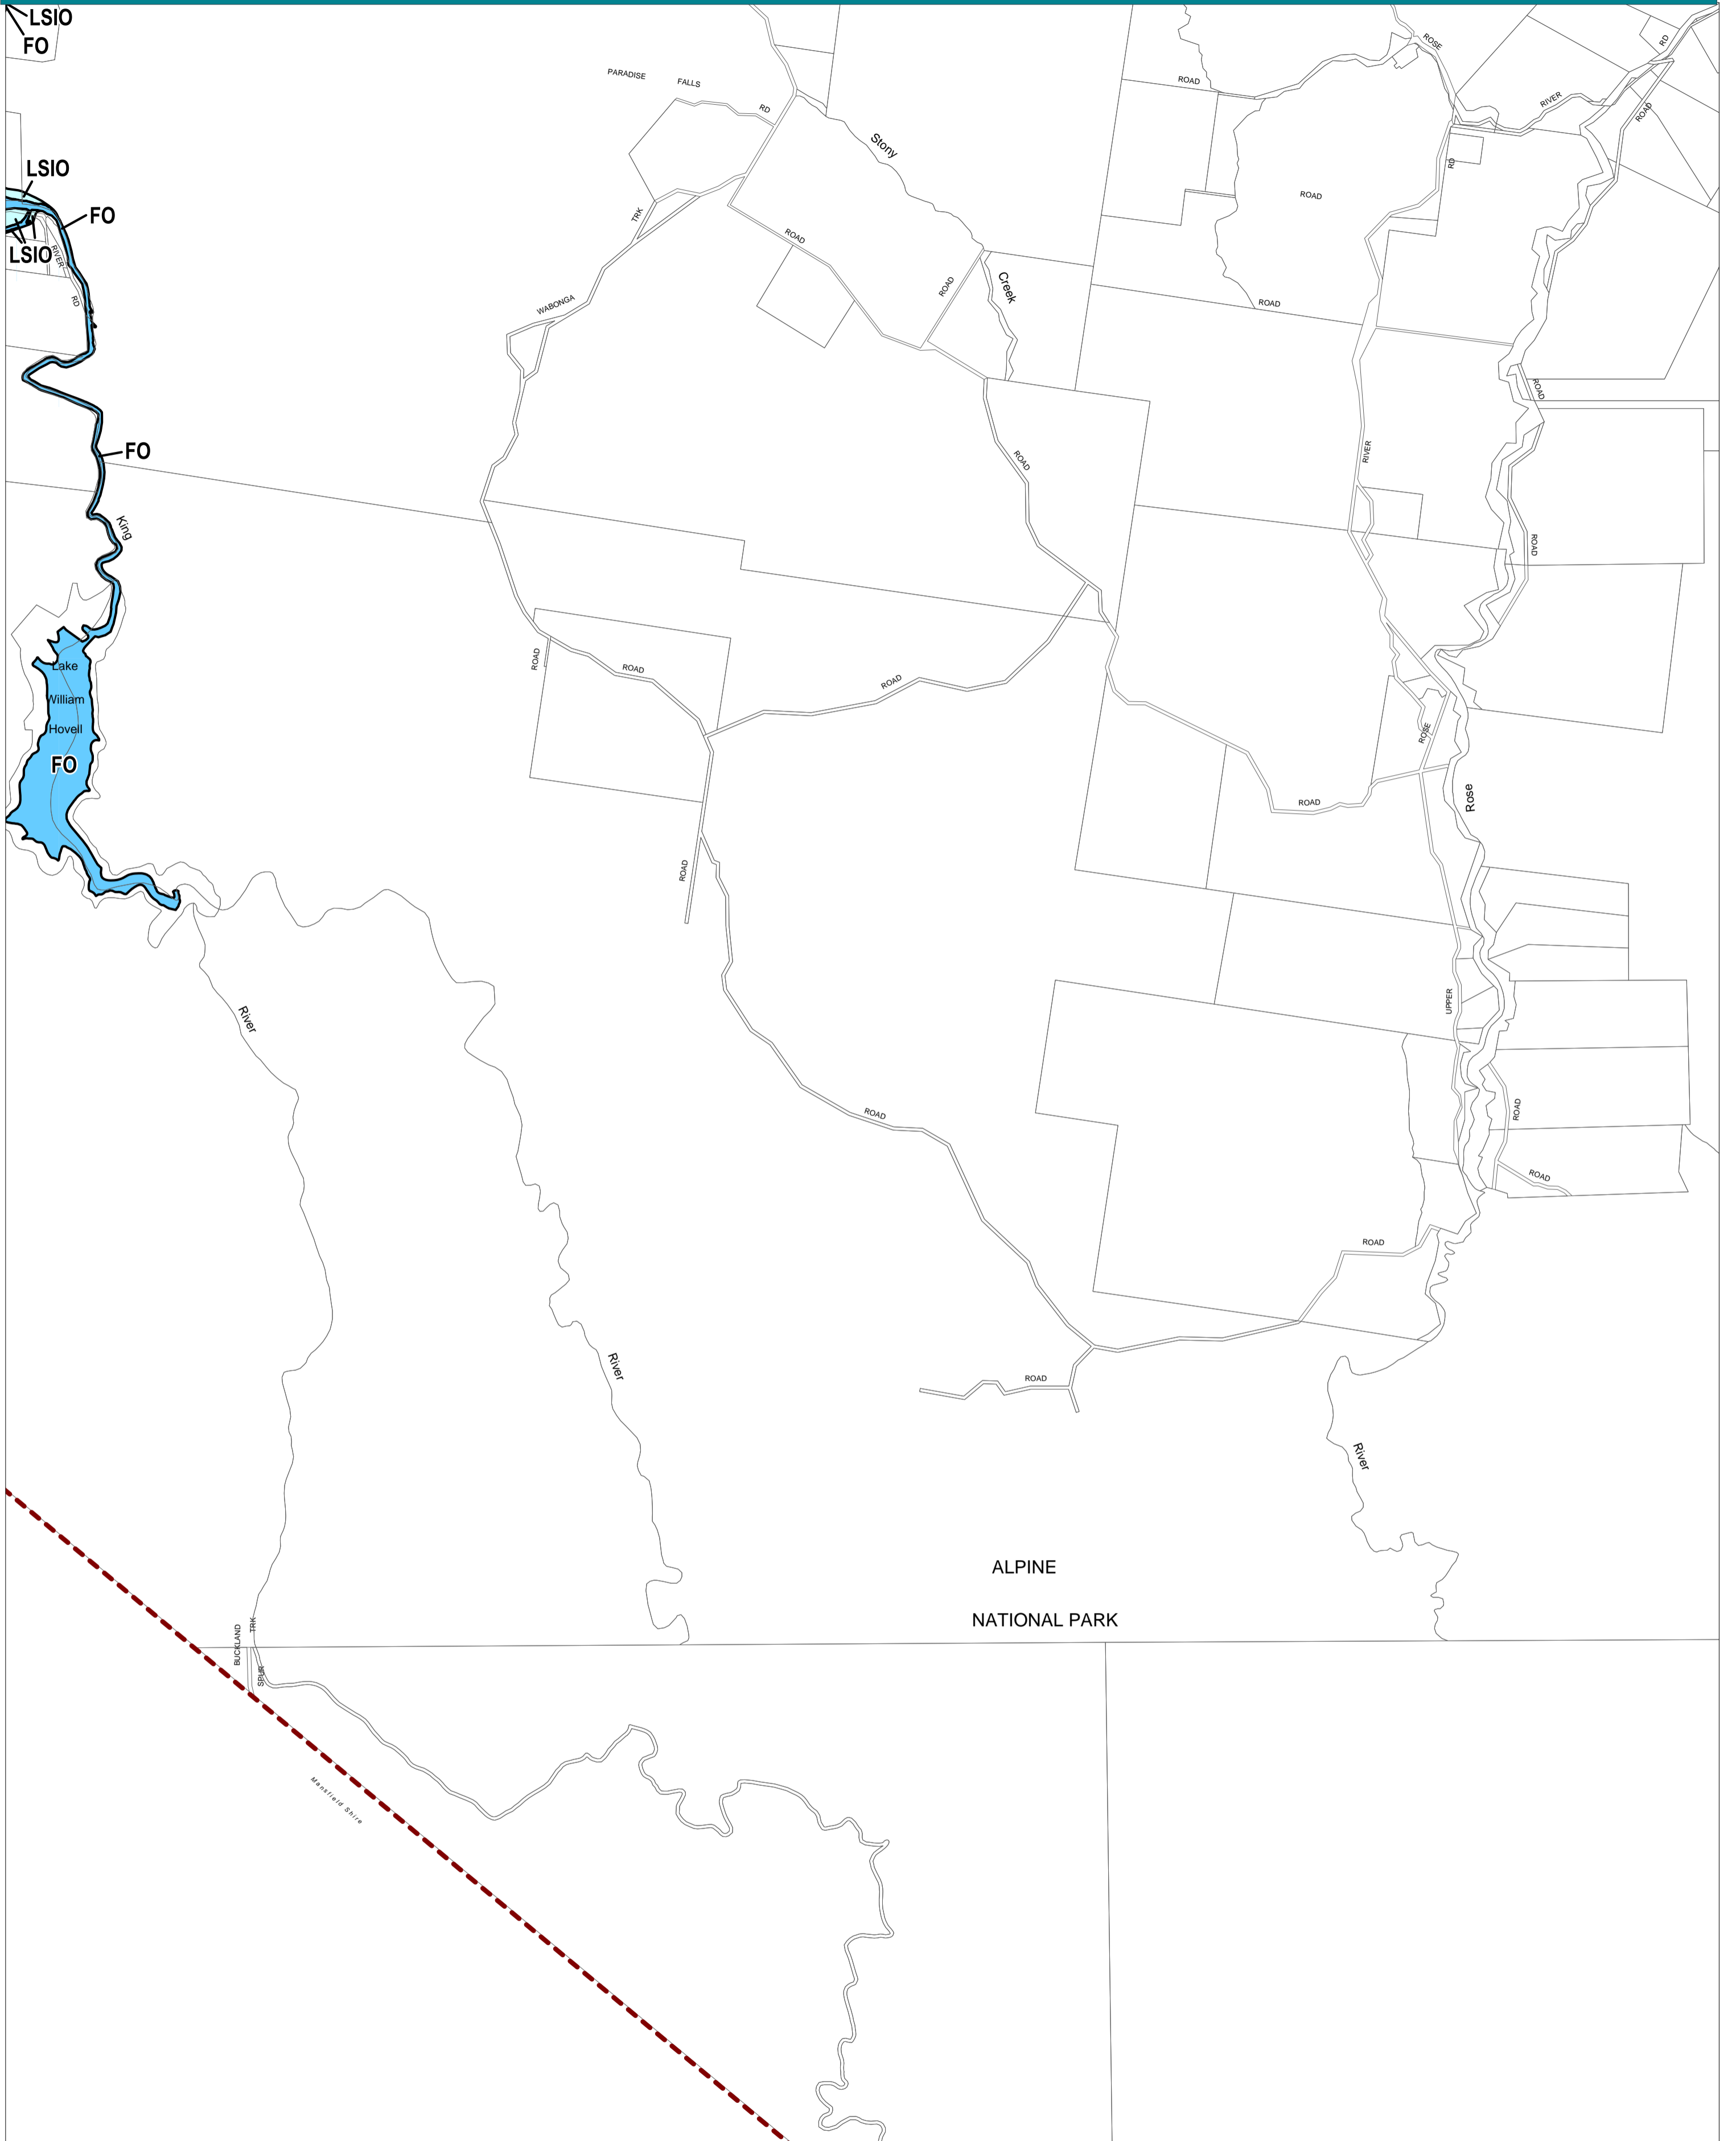 LSIO
FO
ROSE
RD
PARADISE
FALLS
RD
ROAD
RIVER
ROAD
Stony
LSIO
RD
ROAD
FO
TRK
ROAD
LSIO
RIVER
RD
Creek
ROAD
WABONGA
ROAD
ROAD
FO
ROAD
RIVER
King
ROAD
Lake
William
Hovell
FO
ROAD
ROAD
ROAD
ROSE
Rose
ROAD
ROAD
River
UPPER
ROAD
ROAD
ROAD
ROAD
River
ROAD
River
ALPINE
NATIONAL PARK
BUCKLAND
TRK
SPUR
Mansfield Shire